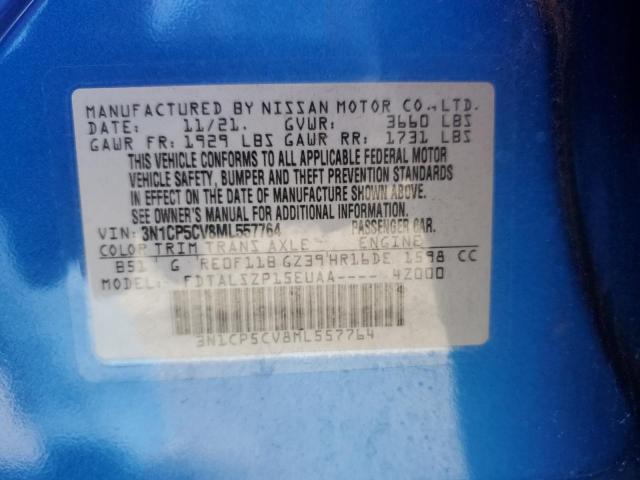 MANUFACTURED BY NISSAN MOTOR CO., LTD.
DATE: 11/21. GVWR: 3660 LBS
GAWR FR: 1929 LBS GAWR RR: 1731 LBS
THIS VEHICLE CONFORMS TO ALL APPLICABLE FEDERAL MOTOR
VEHICLE SAFETY, BUMPER AND THEFT PREVENTION STANDARDS
IN EFFECT ON THE DATE OF MANUFACTURE SHOWN ABOVE.
SEE OWNER'S MANUAL FOR ADDITIONAL INFORMATION.
VIN: 3N1CP5CV8ML557764 PASSENGER CAR.
COLOR TRIM TRANS AXLE ENGINE
B51 G RE0F11B GZ39 HR16DE 1598 CC
FDTALSZP15EUAA---- 4Z000
3N1CP5CV8ML557764